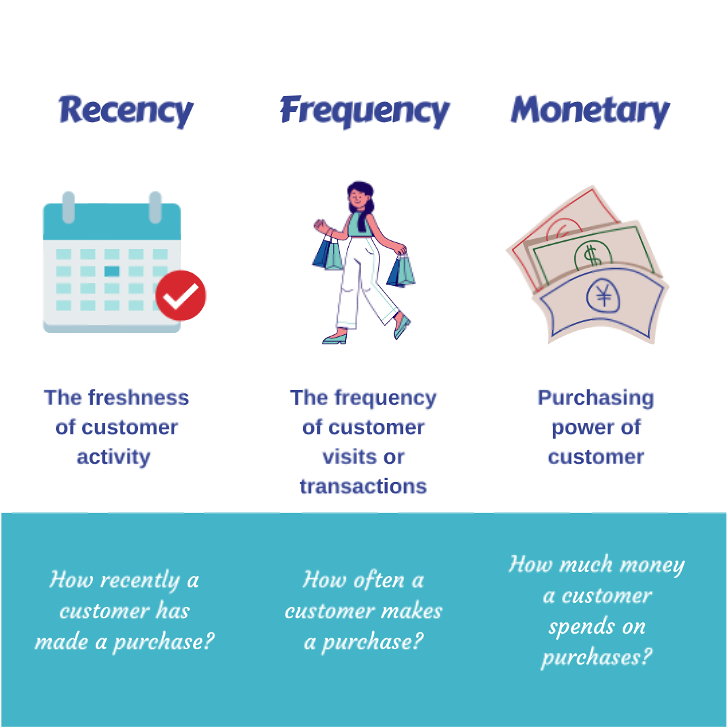 Recency
Frequency
Monetary
$
¥
The freshness
of customer
activity
The frequency
of customer
visits or
transactions
Purchasing
power of
customer
How recently a
customer has
made a purchase?
How often a
customer makes
a purchase?
How much money
a customer
spends on
purchases?